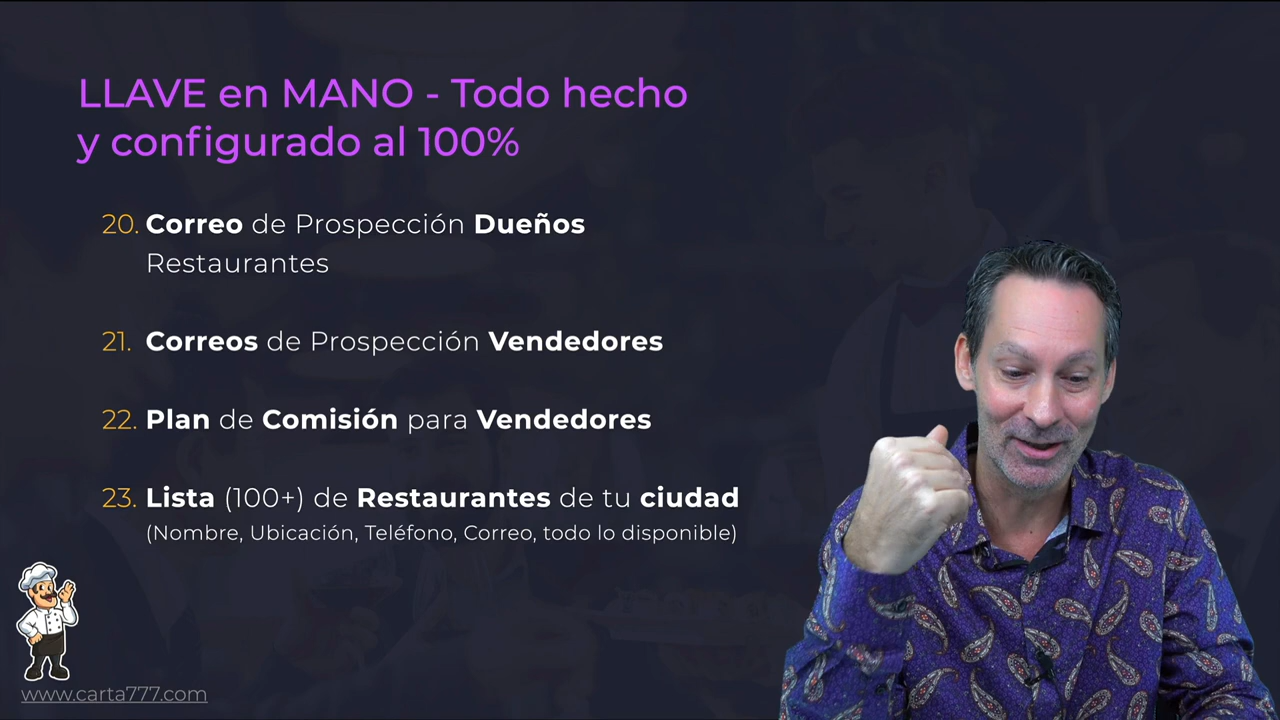 LLAVE en MANO - Todo hecho
y configurado al 100%
20. Correo de Prospección Dueños
Restaurantes
21. Correos de Prospección Vendedores
22. Plan de Comisión para Vendedores
23. Lista (100+) de Restaurantes de tu ciudad
(Nombre, Ubicación, Teléfono, Correo, todo lo disponible)
www.carta777.com